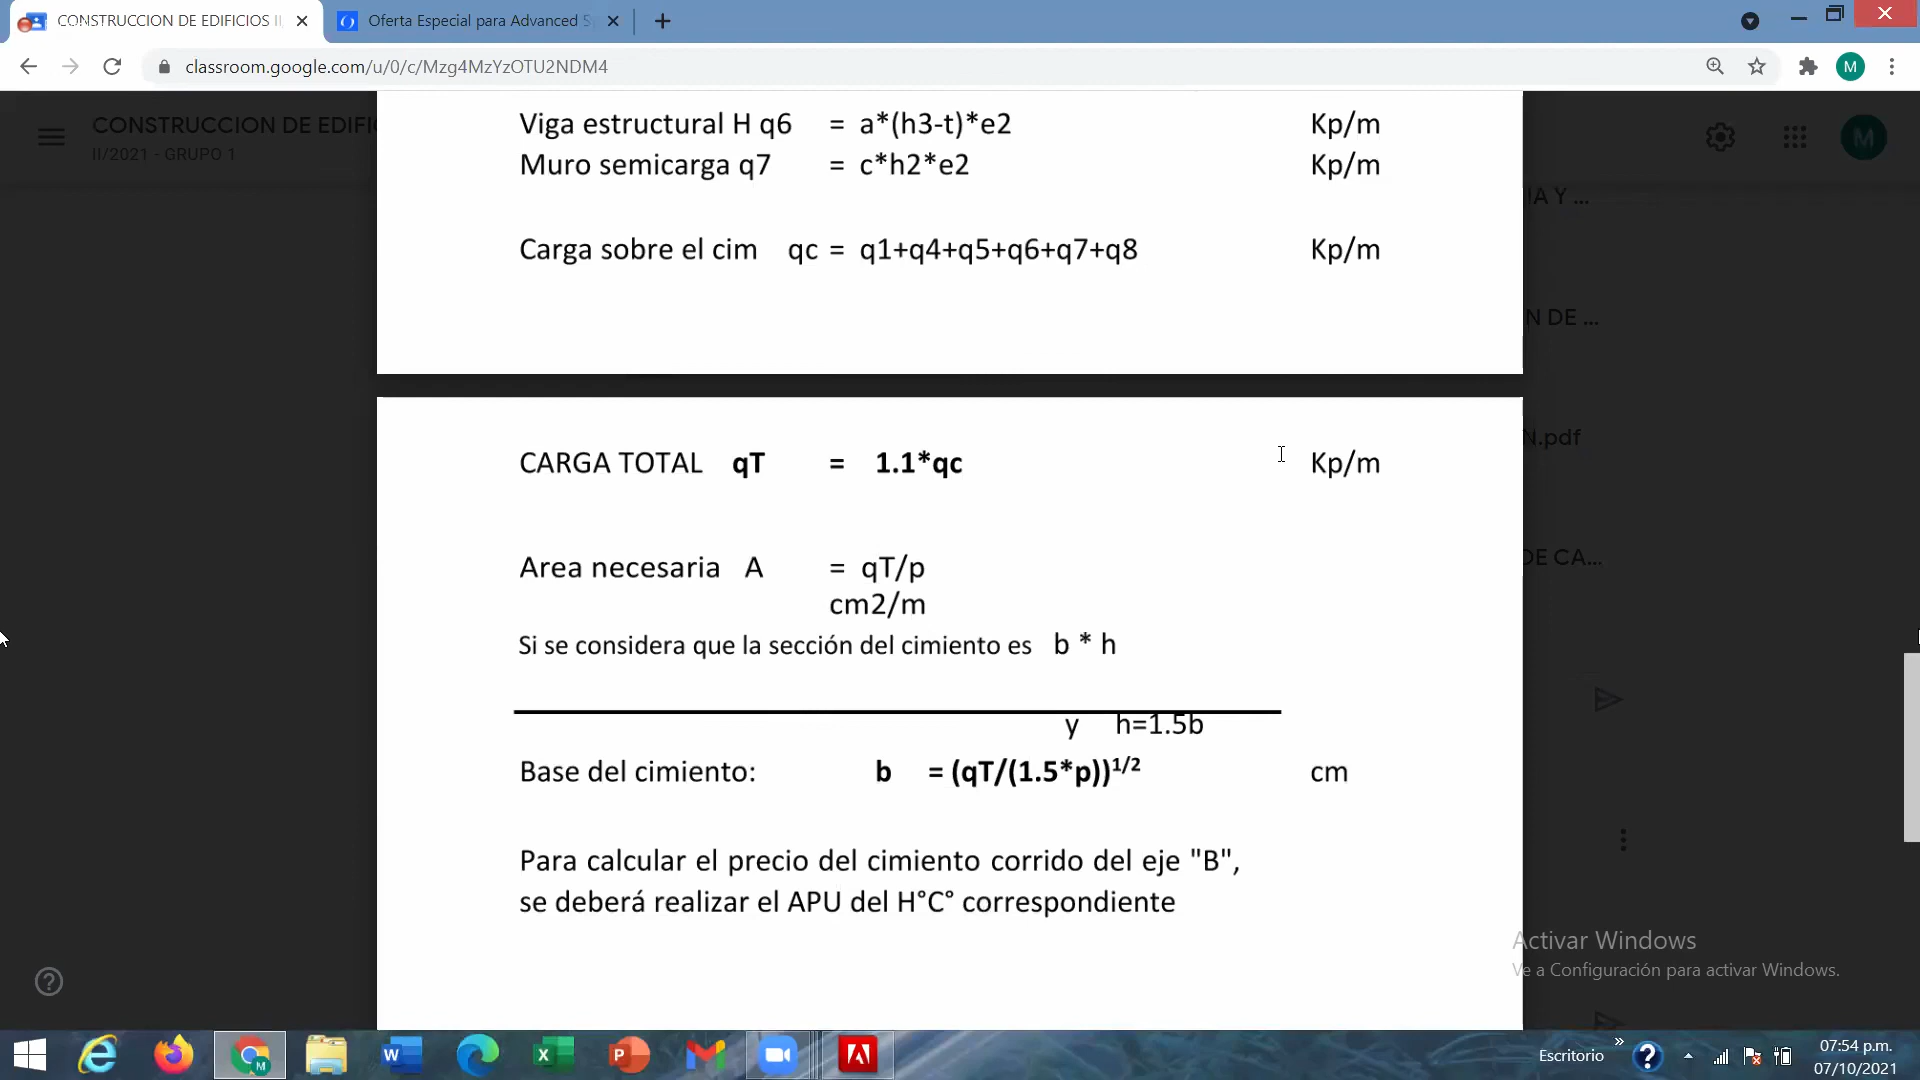 CONSTRUCCION DE EDIFICIOS II
Oferta Especial para Advanced S
classroom.google.com/u/0/c/Mzg4MzYzOTU2NDM4
M
CONSTRUCCION DE EDIFI
II/2021 - GRUPO 1
M
Viga estructural H q6 = a*(h3-t)*e2 Kp/m
Muro semicarga q7 = c*h2*e2 Kp/m
IA Y ...
Carga sobre el cim qc = q1+q4+q5+q6+q7+q8 Kp/m
N DE ...
N.pdf
CARGA TOTAL qT = 1.1*qc Kp/m
DE CA...
Area necesaria A = qT/p
cm2/m
Si se considera que la sección del cimiento es b * h
y h=1.5b
Base del cimiento: b = (qT/(1.5*p))^1/2 cm
Para calcular el precio del cimiento corrido del eje "B",
se deberá realizar el APU del H°C° correspondiente
Activar Windows
Ve a Configuración para activar Windows.
Escritorio
07:54 p.m.
07/10/2021